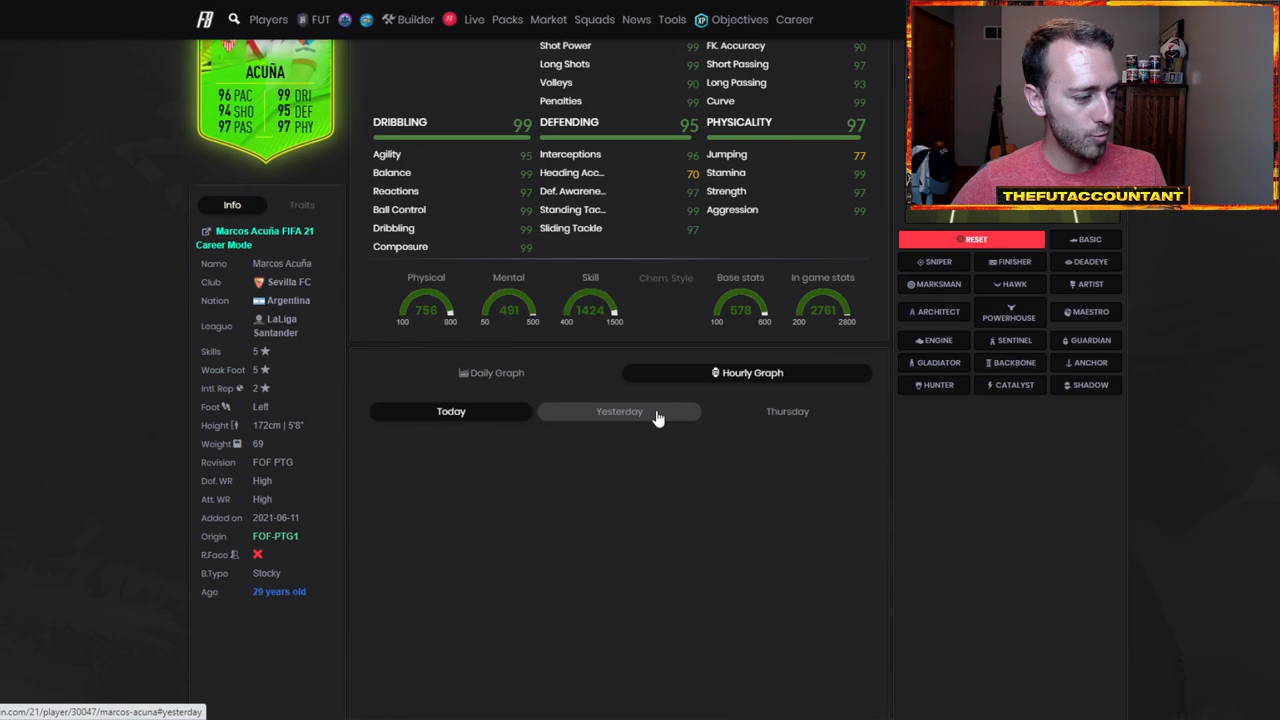 FB Players FUT Builder Live Packs Market Squads News Tools XP Objectives Career
ACUÑA
96 PAC 99 DRI
94 SHO 95 DEF
97 PAS 97 PHY
Shot Power 99 FK. Accuracy 90
Long Shots 99 Short Passing 97
Volleys 90 Long Passing 93
Penalties 99 Curve 99
DRIBBLING 99 DEFENDING 95 PHYSICALITY 97
Agility 95 Interceptions 96 Jumping 77
Balance 99 Heading Acc... 70 Stamina 99
Reactions 97 Def. Awarene... 97 Strength 97
Ball Control 99 Standing Tac... 99 Aggression 99
Dribbling 99 Sliding Tackle 97
Composure 99
Physical Mental Skill Chem. Style Base stats In game stats
756 491 1424 578 2761
100 800 50 500 400 1500 100 600 200 2800
Daily Graph Hourly Graph
Today Yesterday Thursday
Info Traits
Marcos Acuña FIFA 21
Career Mode
Name Marcos Acuña
Club Sevilla FC
Nation Argentina
League LaLiga
Santander
Skills 5
Weak Foot 5
Intl. Rep 2
Foot Left
Height 172cm | 5'8"
Weight 69
Revision FOF PTG
Def. WR High
Att. WR High
Added on 2021-06-11
Origin FOF-PTG1
R.Face
B.Type Stocky
Age 29 years old
THEFUTACCOUNTANT
RESET BASIC
SNIPER FINISHER DEADEYE
MARKSMAN HAWK ARTIST
ARCHITECT POWERHOUSE MAESTRO
ENGINE SENTINEL GUARDIAN
GLADIATOR BACKBONE ANCHOR
HUNTER CATALYST SHADOW
in.com/21/player/30047/marcos-acuna#yesterday